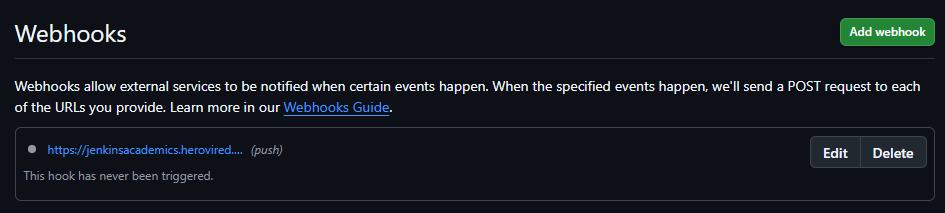 Webhooks
Add webhook
Webhooks allow external services to be notified when certain events happen. When the specified events happen, we'll send a POST request to each
of the URLs you provide. Learn more in our Webhooks Guide.
https://jenkinsacademics.herovired.... (push)
Edit
Delete
This hook has never been triggered.